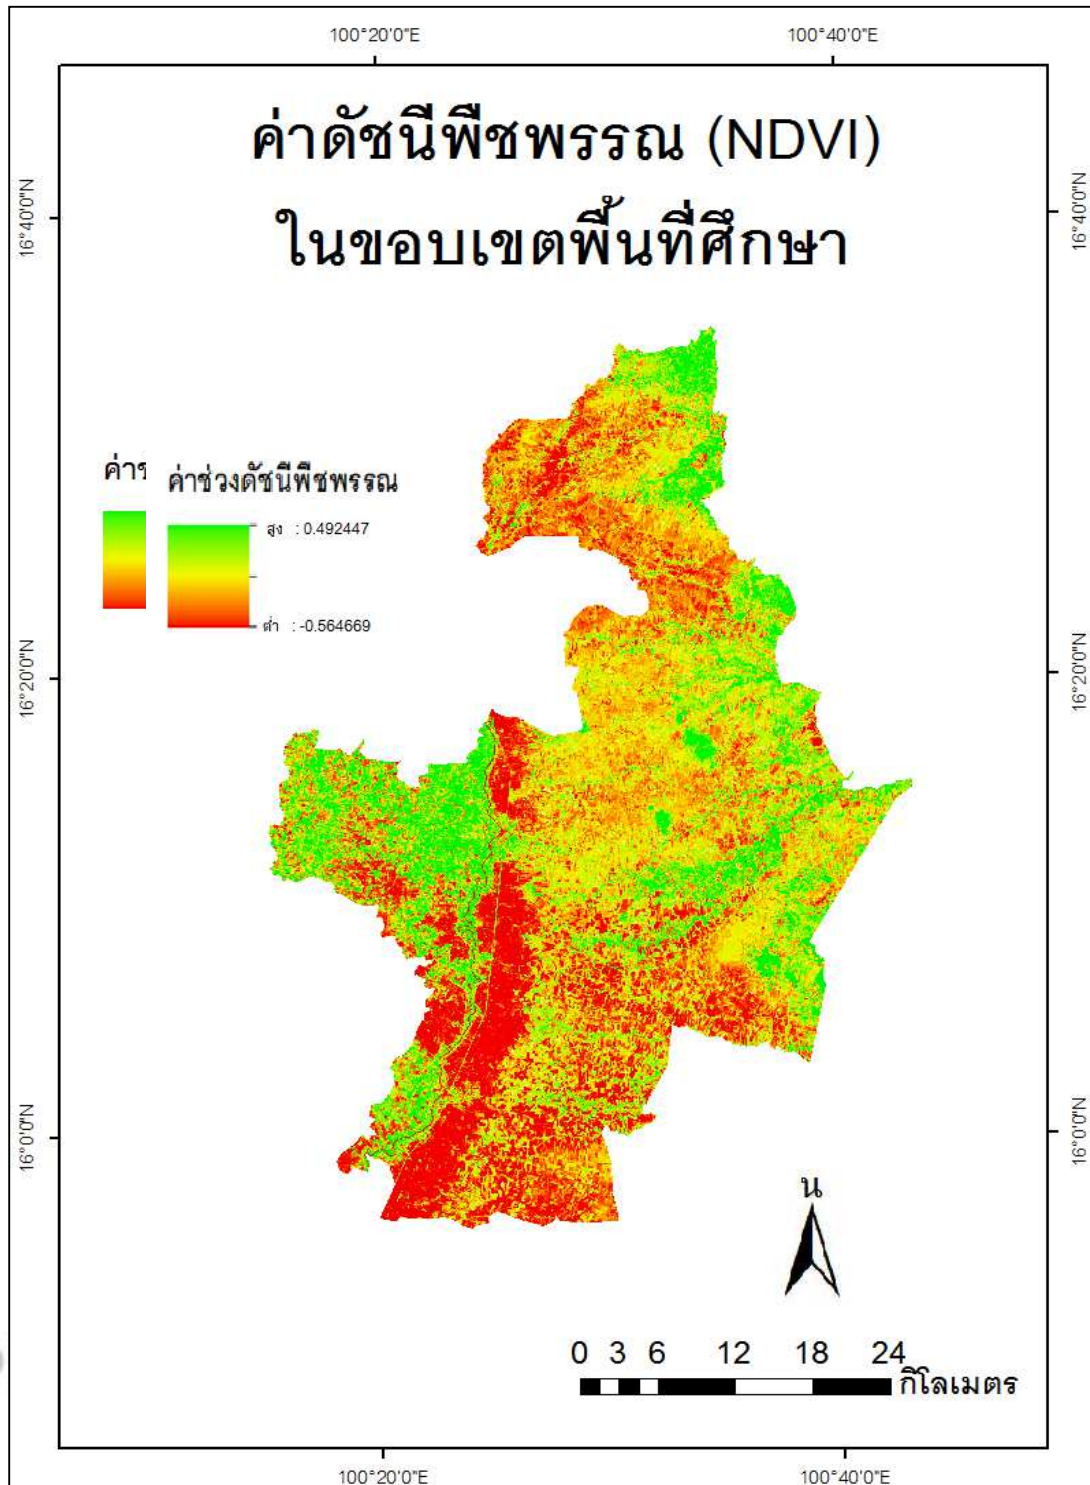 100°20'0"E 100°40'0"E
ค่าดัชนีพืชพรรณ (NDVI)
ในขอบเขตพื้นที่ศึกษา
16°40'0"N 16°40'0"N
ค่าช่วงดัชนีพืชพรรณ
สูง : 0.492447
ต่ำ : -0.564669
16°20'0"N 16°20'0"N
16°0'0"N 16°0'0"N
น
0 3 6 12 18 24
กิโลเมตร
100°20'0"E 100°40'0"E